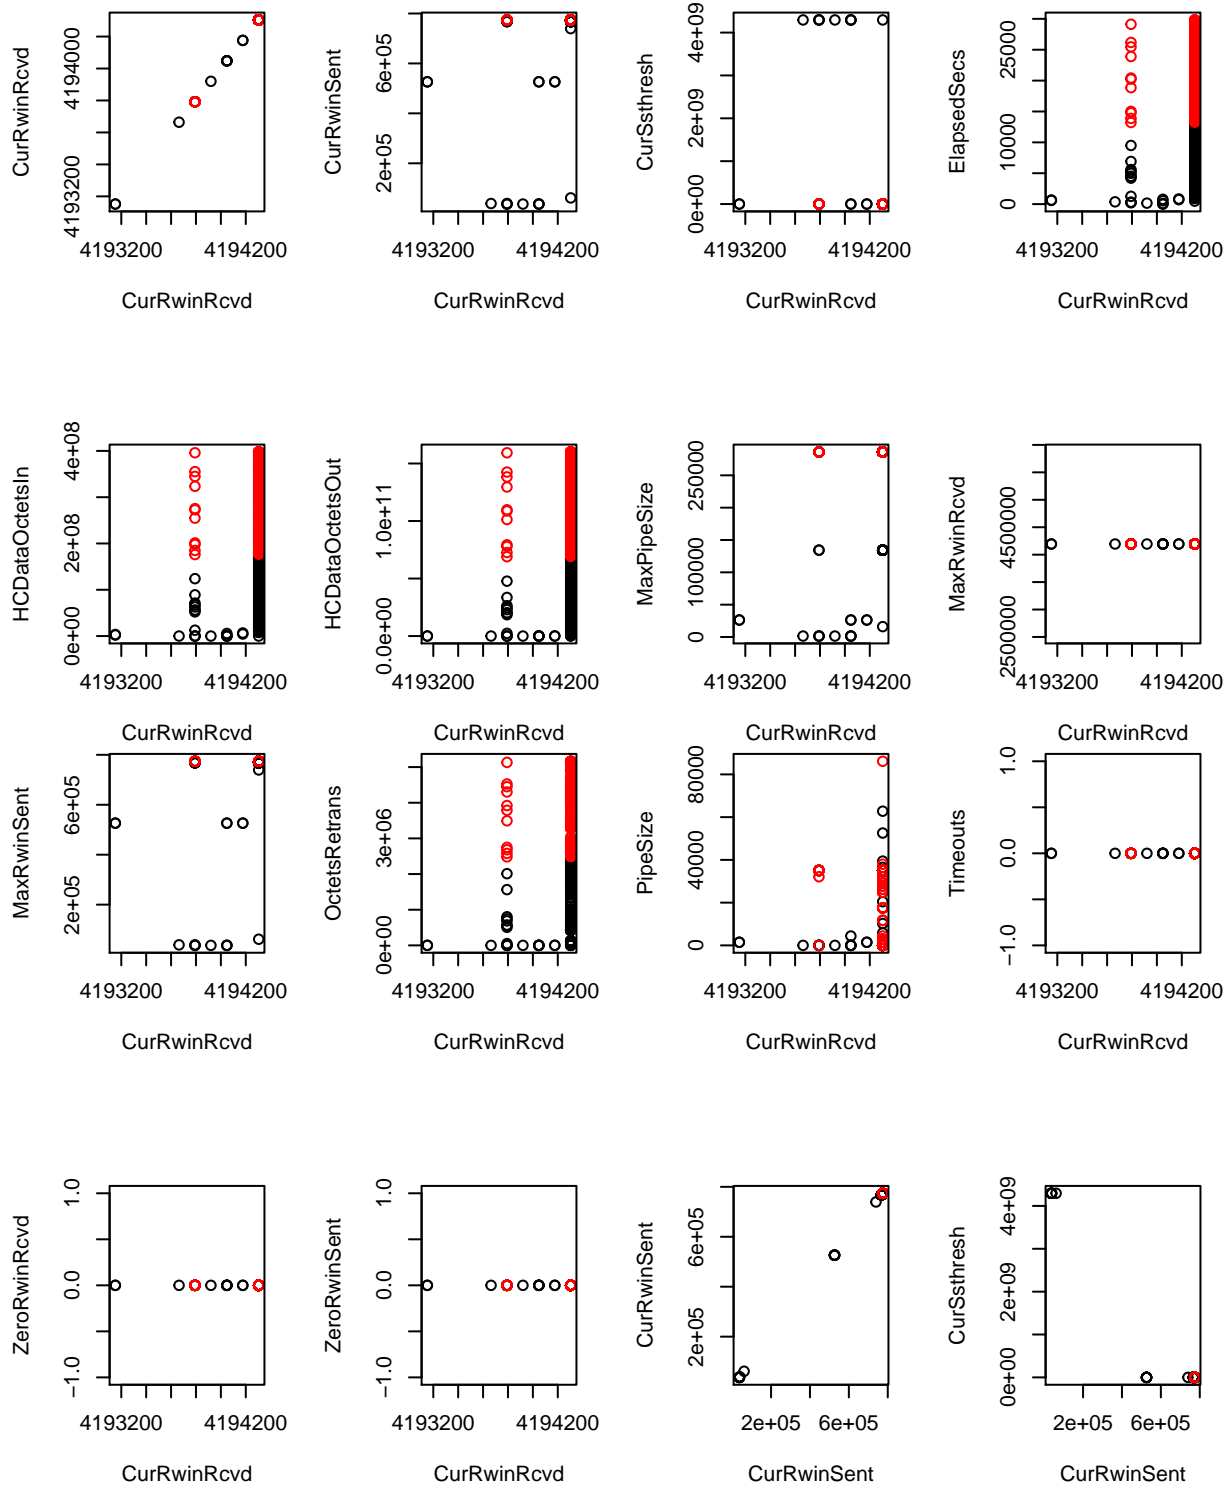 CurRwinRcvd
4193200
4194000
4193200
4194200
CurRwinRcvd
CurRwinSent
2e+05
6e+05
4193200
4194200
CurRwinRcvd
CurSsthresh
0e+00
2e+09
4e+09
4193200
4194200
CurRwinRcvd
ElapsedSecs
0
10000
25000
4193200
4194200
CurRwinRcvd
HCDataOctetsIn
0e+00
2e+08
4e+08
4193200
4194200
CurRwinRcvd
HCDataOctetsOut
0.0e+00
1.0e+11
4193200
4194200
CurRwinRcvd
MaxPipeSize
0
100000
250000
4193200
4194200
CurRwinRcvd
MaxRwinRcvd
2500000
4500000
4193200
4194200
CurRwinRcvd
MaxRwinSent
2e+05
6e+05
4193200
4194200
CurRwinRcvd
OctetsRetrans
0e+00
3e+06
4193200
4194200
CurRwinRcvd
PipeSize
0
40000
80000
4193200
4194200
CurRwinRcvd
Timeouts
−1.0
0.0
1.0
4193200
4194200
CurRwinRcvd
ZeroRwinRcvd
−1.0
0.0
1.0
4193200
4194200
CurRwinRcvd
ZeroRwinSent
−1.0
0.0
1.0
4193200
4194200
CurRwinRcvd
CurRwinSent
2e+05
6e+05
2e+05
6e+05
CurRwinSent
CurSsthresh
0e+00
2e+09
4e+09
2e+05
6e+05
CurRwinSent